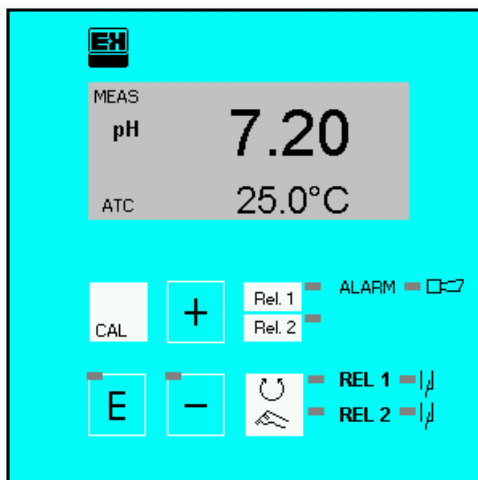 E+H
MEAS
pH 7.20
ATC 25.0°C
CAL + Rel. 1 ALARM
Rel. 2
E − REL 1
REL 2